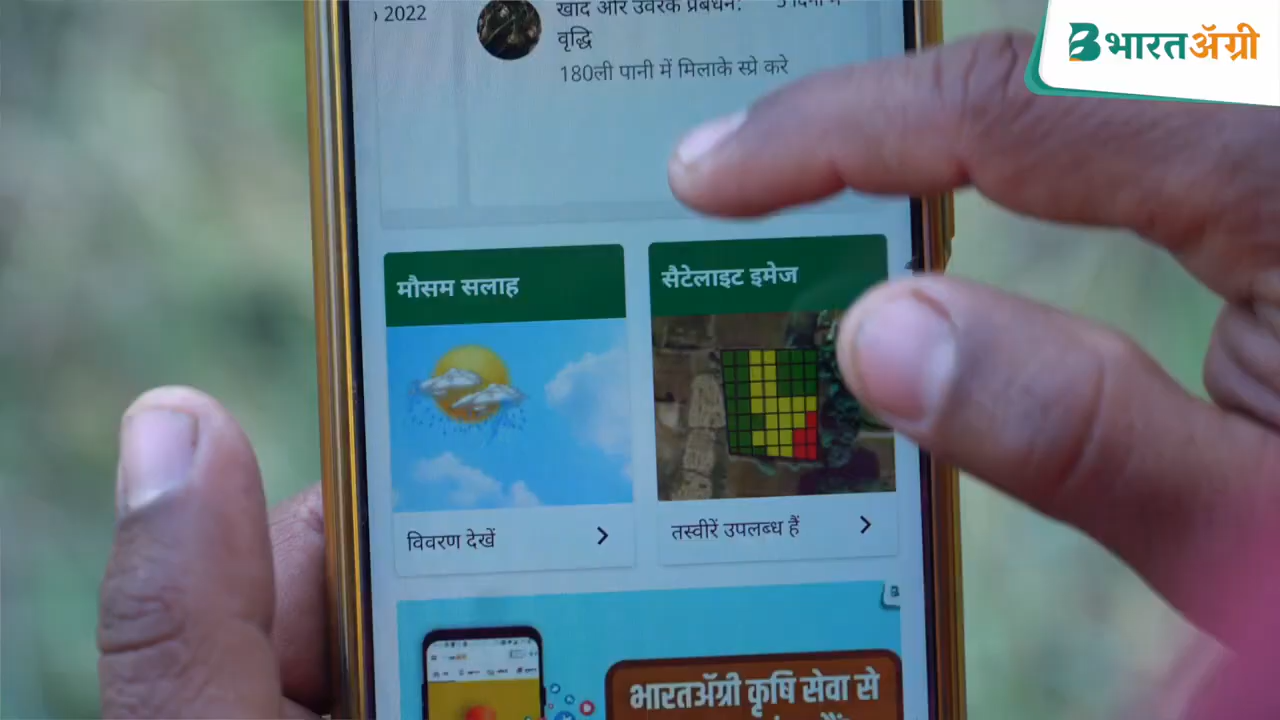 2022
खाद और उर्वरक प्रबंधन:
वृद्धि
180ली पानी में मिलाके स्प्रे करे
भारतॲग्री
मौसम सलाह
सैटेलाइट इमेज
विवरण देखें
तस्वीरें उपलब्ध हैं
भारतॲग्री कृषि सेवा से